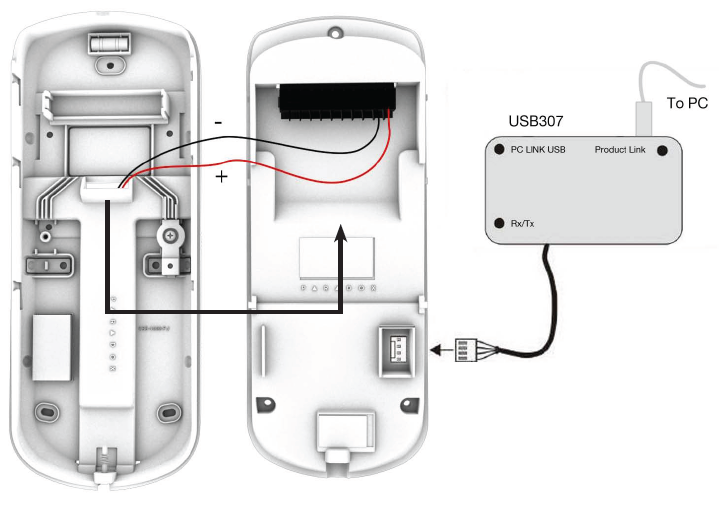 -
+
To PC
USB307
PC LINK USB
Product Link
Rx/Tx